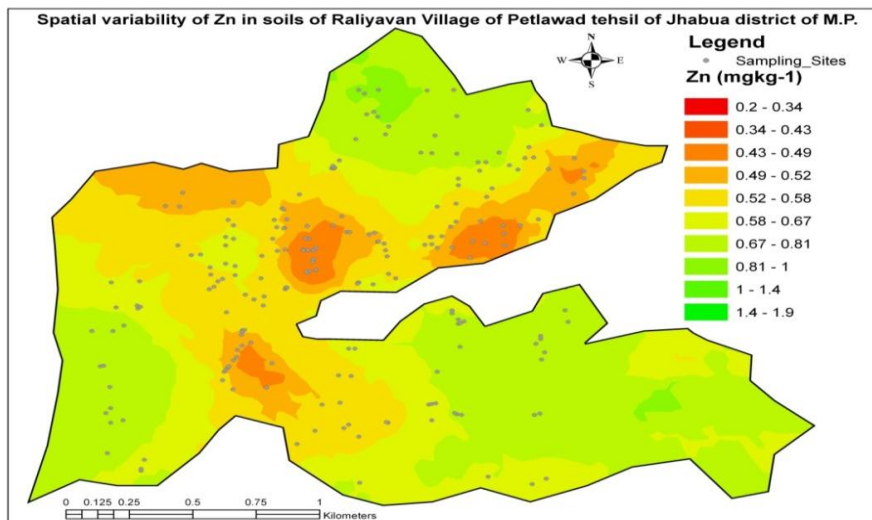 Spatial variability of Zn in soils of Raliyavan Village of Petlawad tehsil of Jhabua district of M.P.
N
W E
S
Legend
Sampling_Sites
Zn (mgkg-1)
0.2 - 0.34
0.34 - 0.43
0.43 - 0.49
0.49 - 0.52
0.52 - 0.58
0.58 - 0.67
0.67 - 0.81
0.81 - 1
1 - 1.4
1.4 - 1.9
0 0.125 0.25 0.5 0.75 1
Kilometers